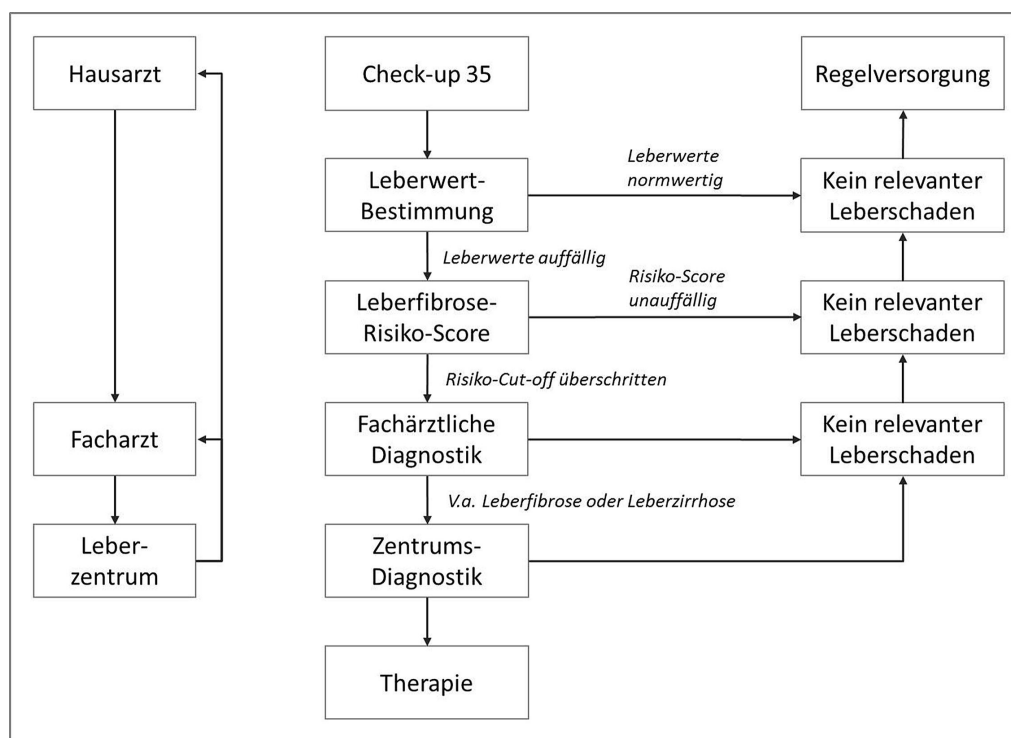 Hausarzt
Check-up 35
Regelversorgung
Leberwerte
normwertig
Leberwert-
Bestimmung
Kein relevanter
Leberschaden
Leberwerte auffällig
Risiko-Score
unauffällig
Leberfibrose-
Risiko-Score
Kein relevanter
Leberschaden
Risiko-Cut-off überschritten
Facharzt
Fachärztliche
Diagnostik
Kein relevanter
Leberschaden
V.a. Leberfibrose oder Leberzirrhose
Leber-
zentrum
Zentrums-
Diagnostik
Therapie